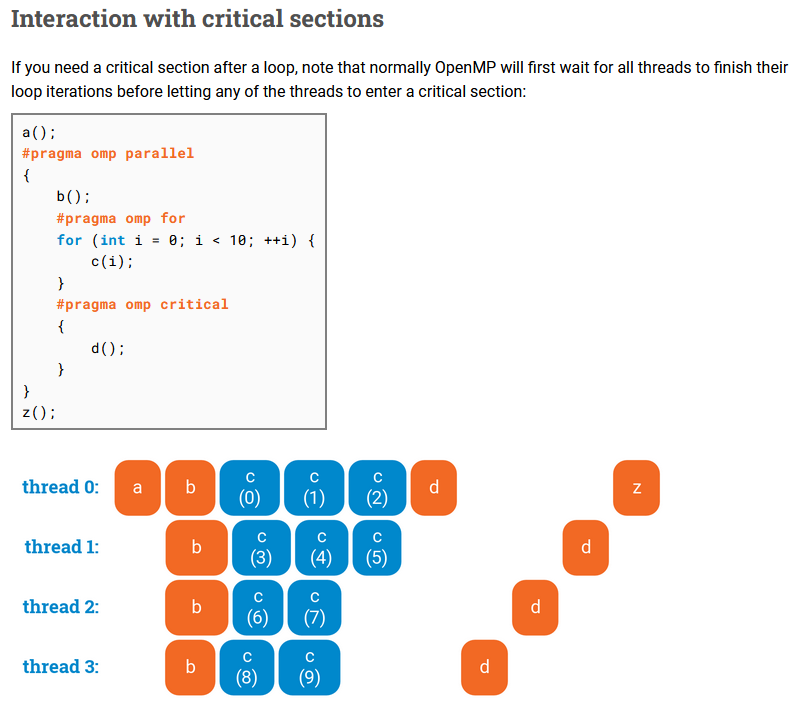 Interaction with critical sections
If you need a critical section after a loop, note that normally OpenMP will first wait for all threads to finish their
loop iterations before letting any of the threads to enter a critical section:
a();
#pragma omp parallel
{
    b();
    #pragma omp for
    for (int i = 0; i < 10; ++i) {
        c(i);
    }
    #pragma omp critical
    {
        d();
    }
}
z();
thread 0: a b c (0) c (1) c (2) d z
thread 1: b c (3) c (4) c (5) d
thread 2: b c (6) c (7) d
thread 3: b c (8) c (9) d